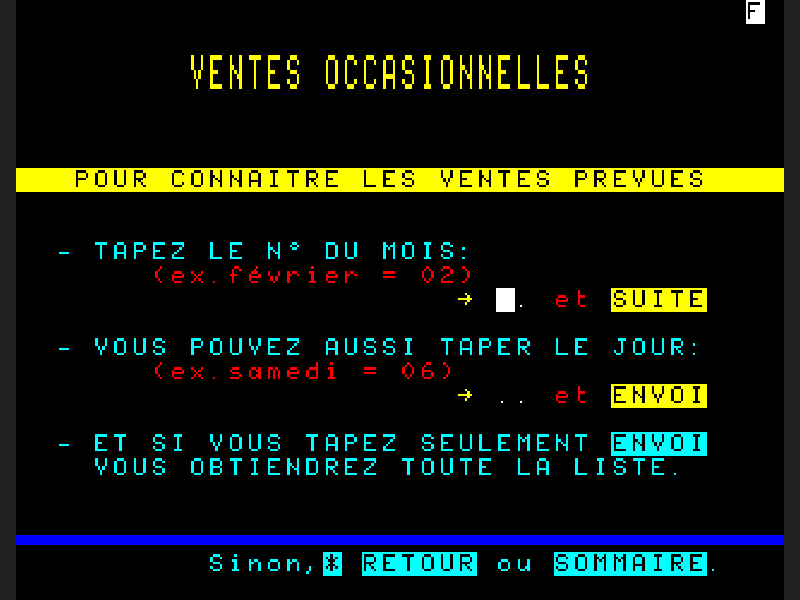 F
VENTES OCCASIONNELLES
POUR CONNAITRE LES VENTES PREVUES
- TAPEZ LE N° DU MOIS:
(ex.février = 02)
→ . et SUITE
- VOUS POUVEZ AUSSI TAPER LE JOUR:
(ex.samedi = 06)
→ .. et ENVOI
- ET SI VOUS TAPEZ SEULEMENT ENVOI
VOUS OBTIENDREZ TOUTE LA LISTE.
Sinon,* RETOUR ou SOMMAIRE.